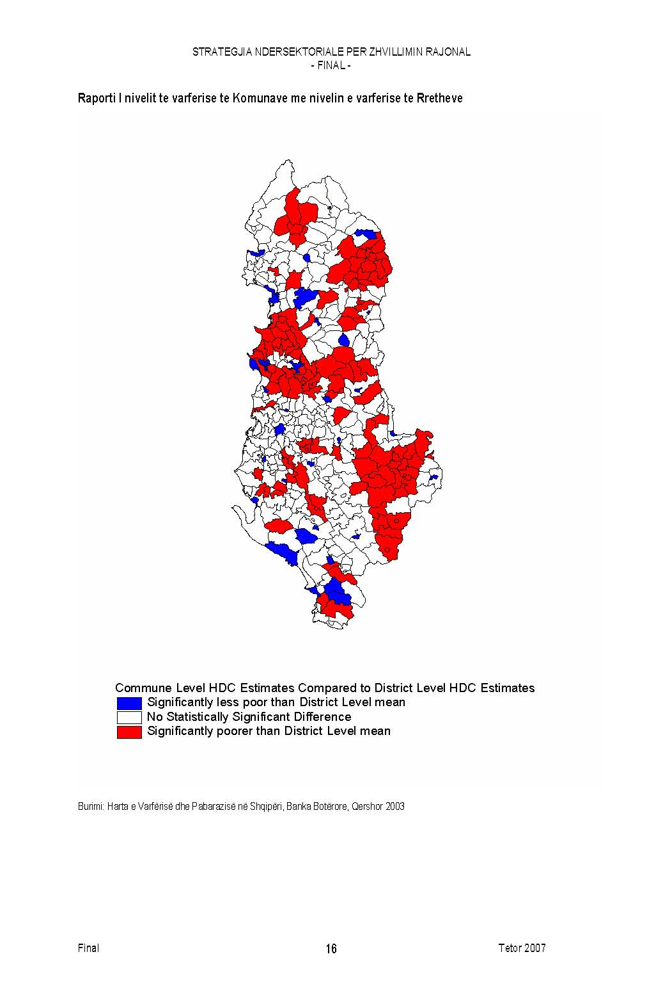 STRATEGJIA NDERSEKTORIALE PER ZHVILLIMIN RAJONAL
- FINAL -
Raporti I nivelit te varferise te Komunave me nivelin e varferise te Rretheve
Commune Level HDC Estimates Compared to District Level HDC Estimates
Significantly less poor than District Level mean
No Statistically Significant Difference
Significantly poorer than District Level mean
Burimi: Harta e Varfërisë dhe Pabarazisë në Shqipëri, Banka Botërore, Qershor 2003
Final 16 Tetor 2007